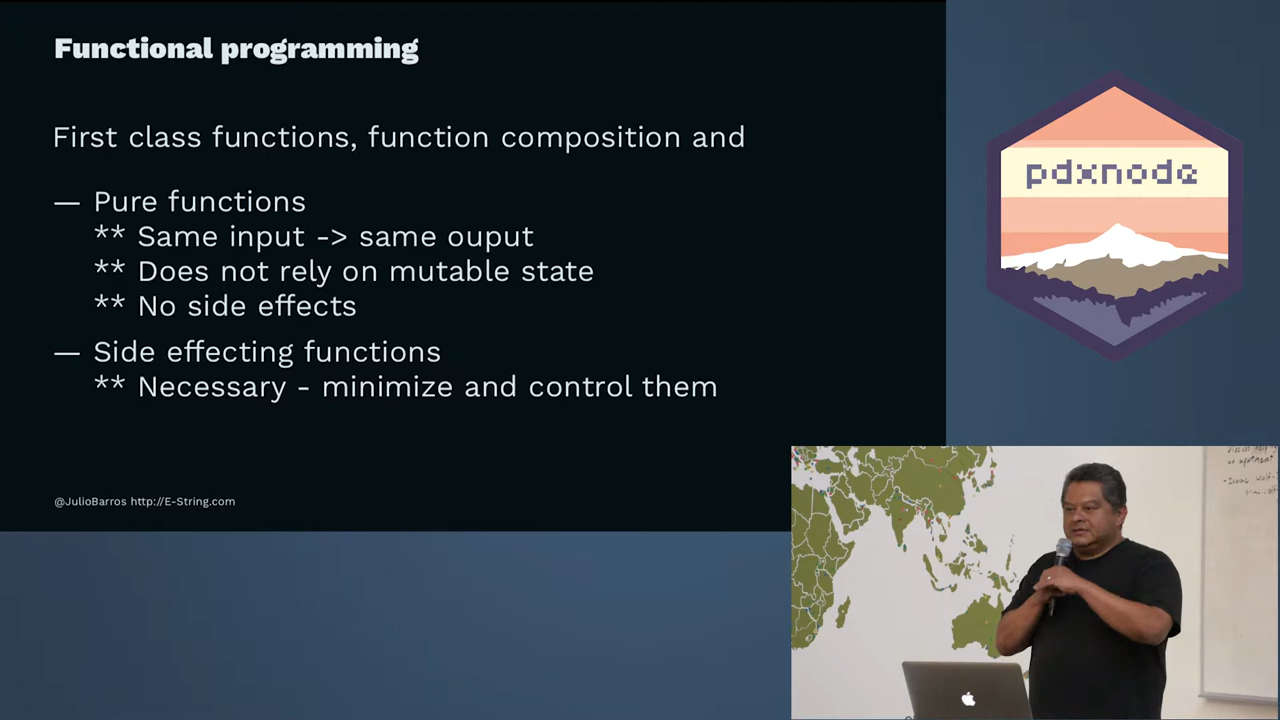 Functional programming
First class functions, function composition and
— Pure functions
** Same input -> same ouput
** Does not rely on mutable state
** No side effects
— Side effecting functions
** Necessary - minimize and control them
@JulioBarros http://E-String.com
pdxnode